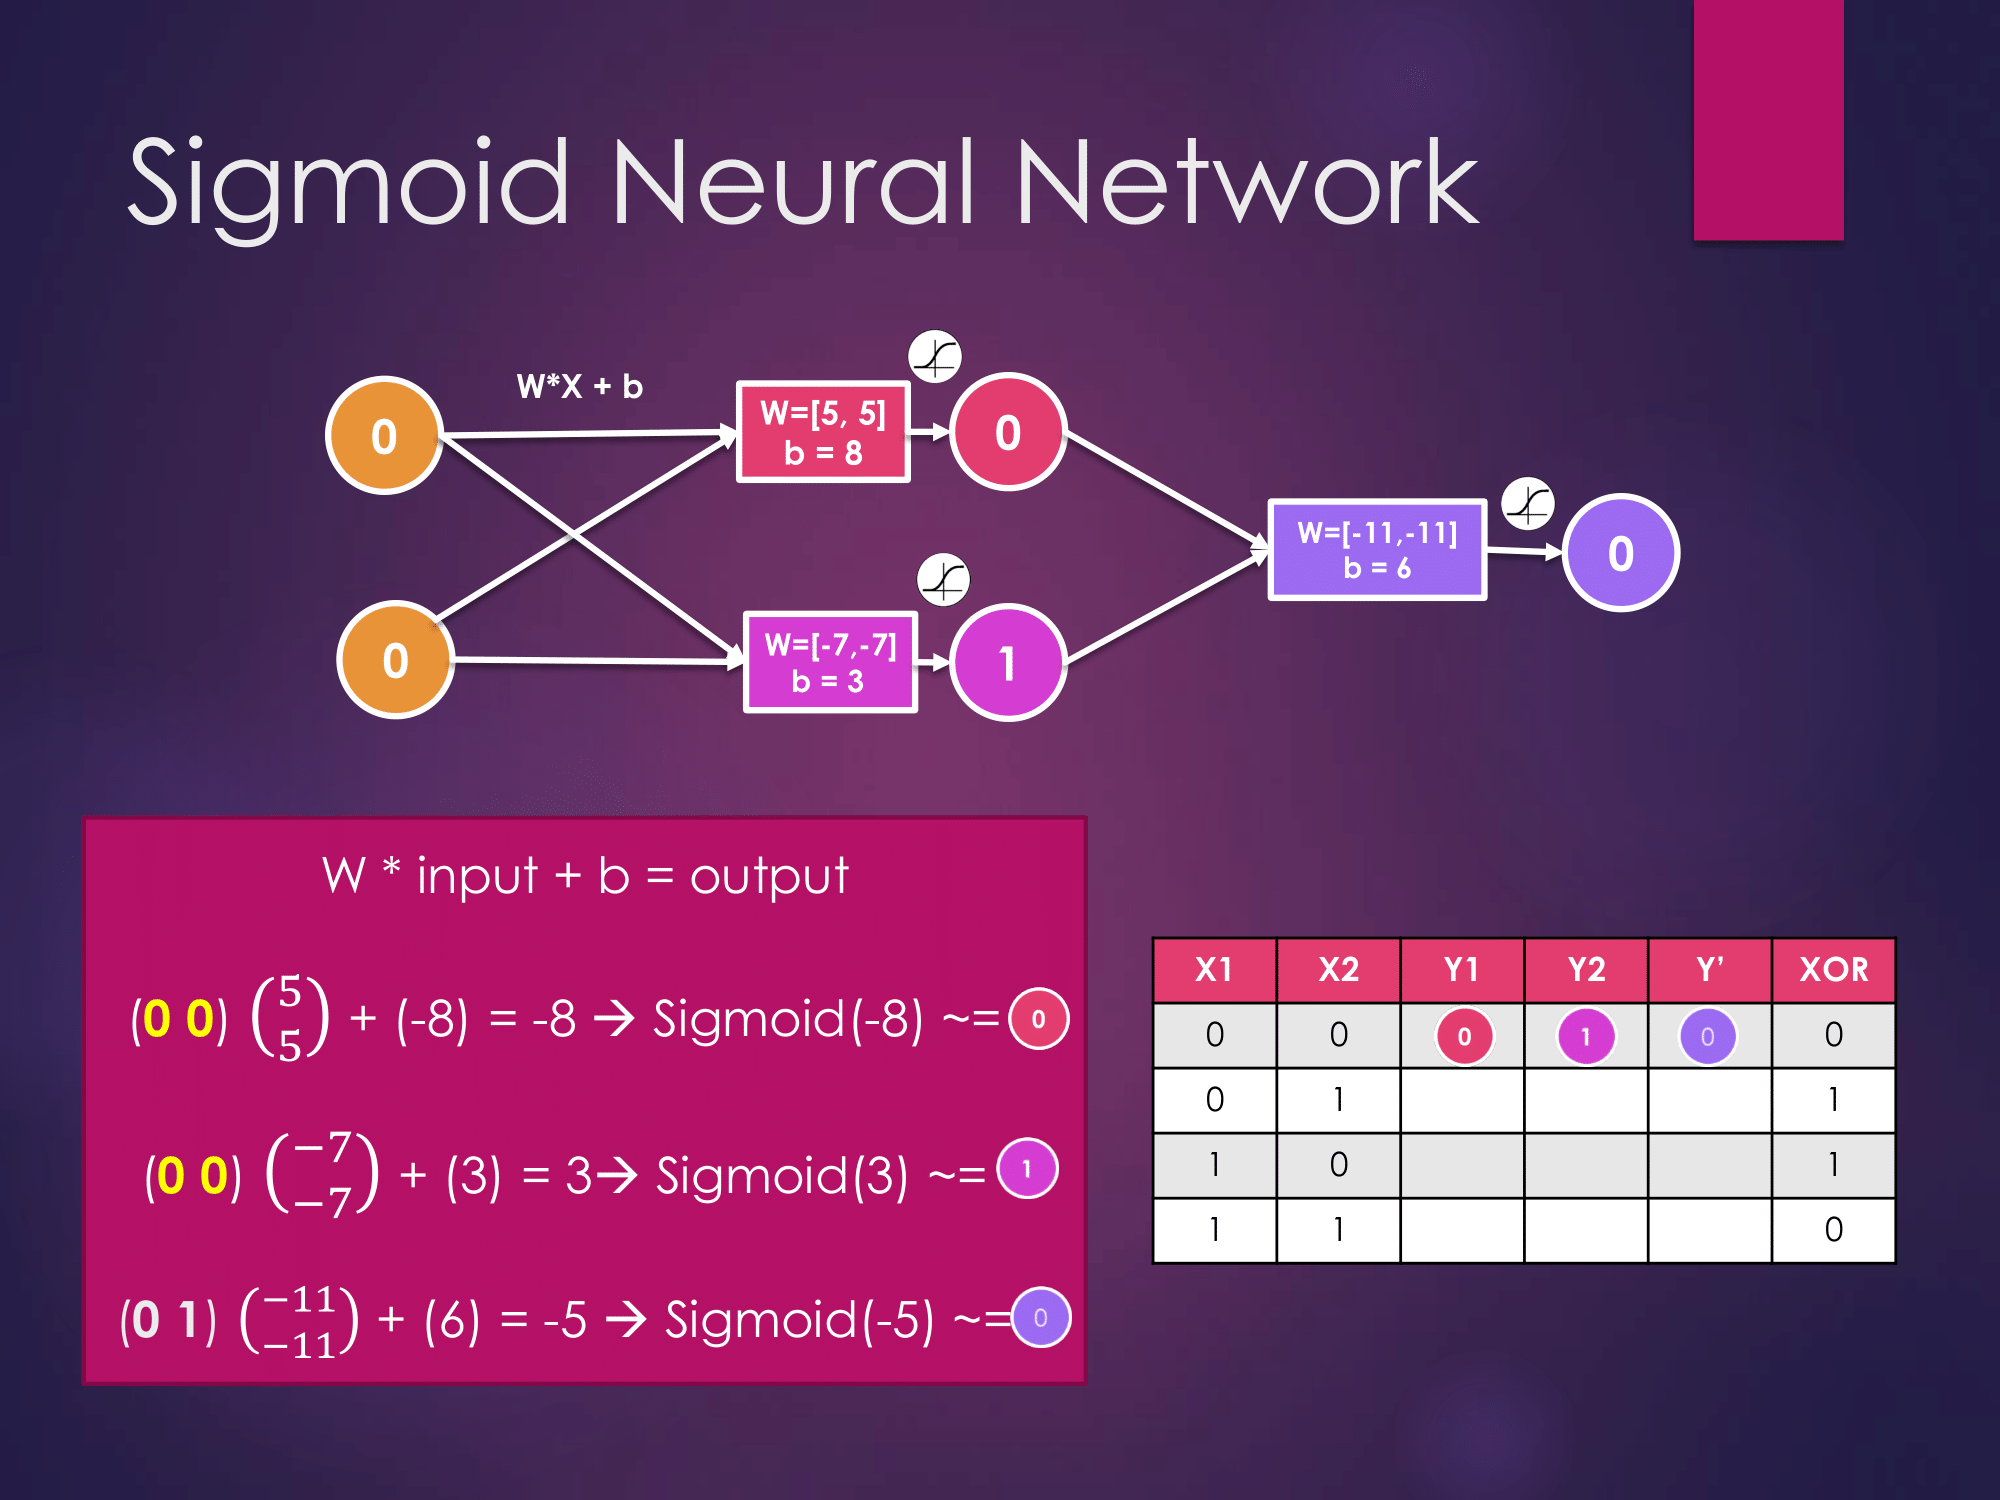 Sigmoid Neural Network
W*X + b
0
W=[5, 5]
b = 8
0
0
W=[-7,-7]
b = 3
1
W=[-11,-11]
b = 6
0
W * input + b = output
(0 0) (5 5) + (-8) = -8 → Sigmoid(-8) ~= 0
(0 0) (−7 −7) + (3) = 3→ Sigmoid(3) ~= 1
(0 1) (−11 −11) + (6) = -5 → Sigmoid(-5) ~= 0
X1 X2 Y1 Y2 Y’ XOR
0 0 0 1 0 0
0 1 1
1 0 1
1 1 0